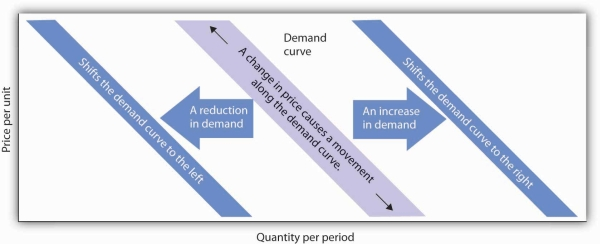 Demand
curve
Shifts the demand curve to the left
A reduction
in demand
A change in price causes a movement
along the demand curve.
An increase
in demand
Shifts the demand curve to the right
Price per unit
Quantity per period